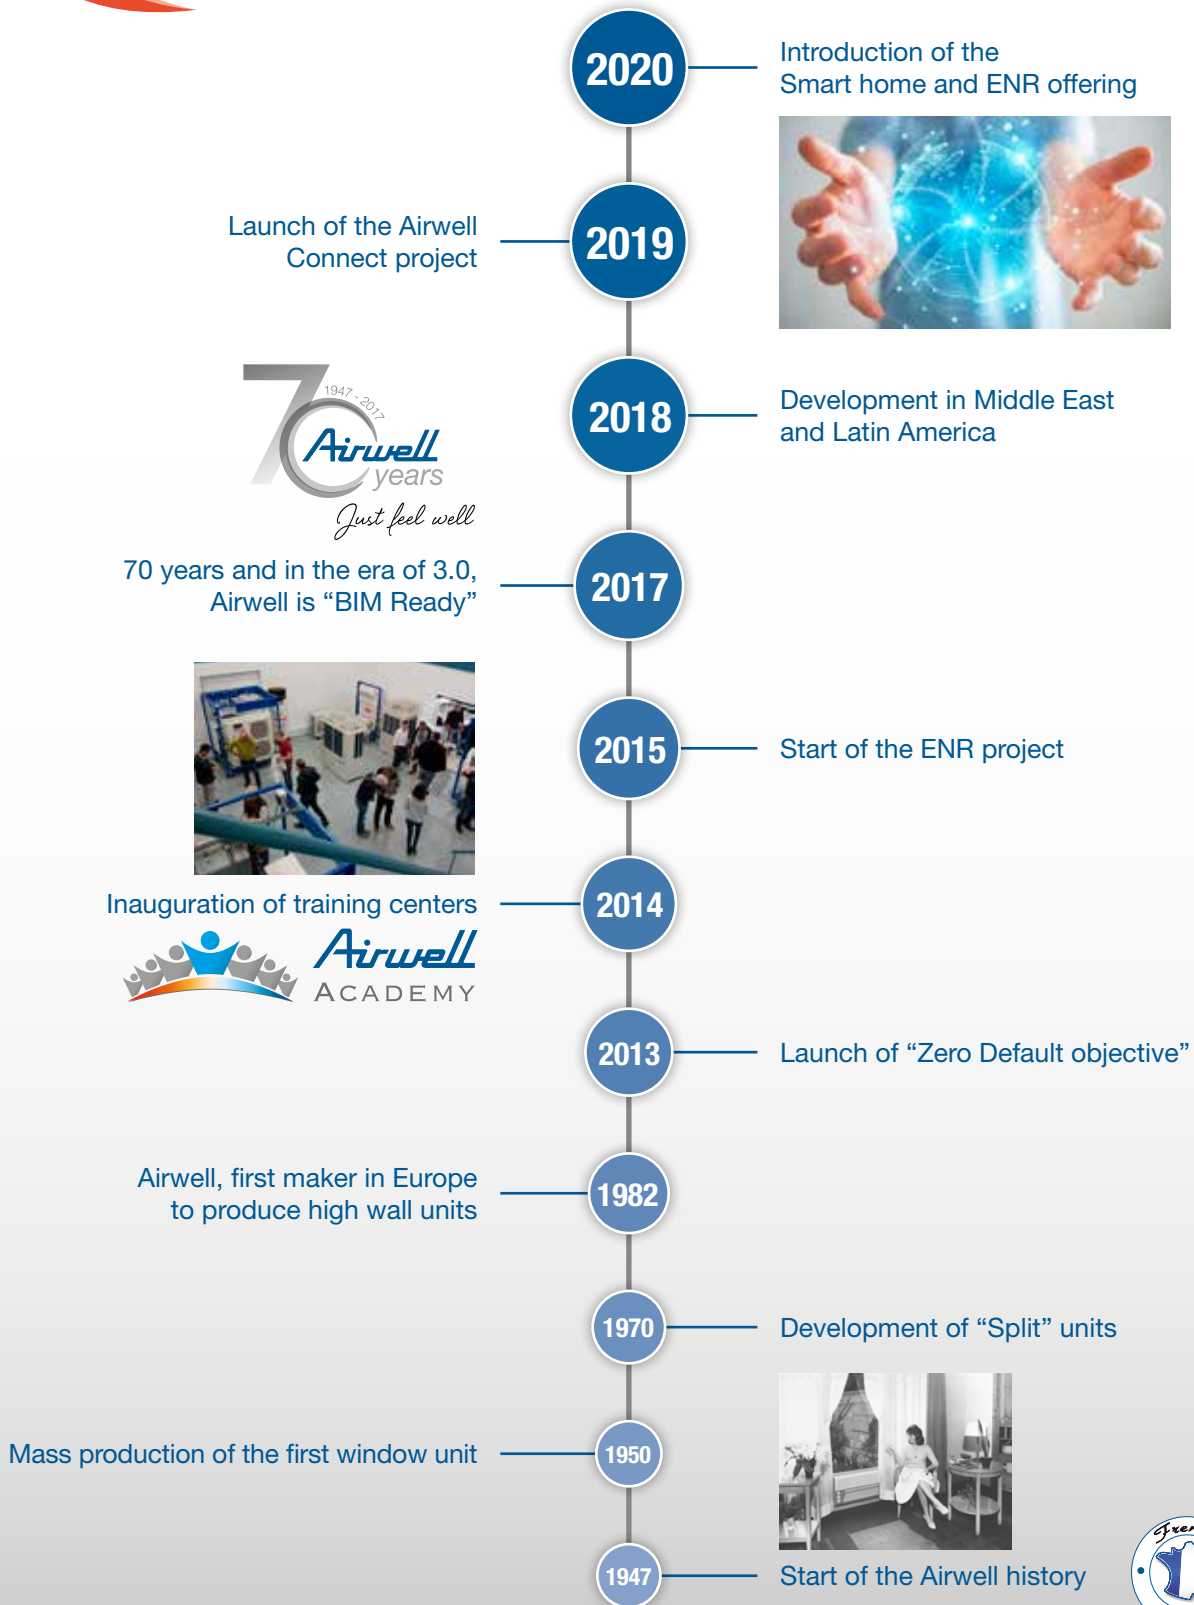 2020
Introduction of the
Smart home and ENR offering
Launch of the Airwell
Connect project
2019
70
1947 - 2017
Airwell
years
Just feel well
2018
Development in Middle East
and Latin America
70 years and in the era of 3.0,
Airwell is “BIM Ready”
2017
2015
Start of the ENR project
Inauguration of training centers
2014
Airwell
ACADEMY
2013
Launch of “Zero Default objective”
Airwell, first maker in Europe
to produce high wall units
1982
1970
Development of “Split” units
Mass production of the first window unit
1950
1947
Start of the Airwell history